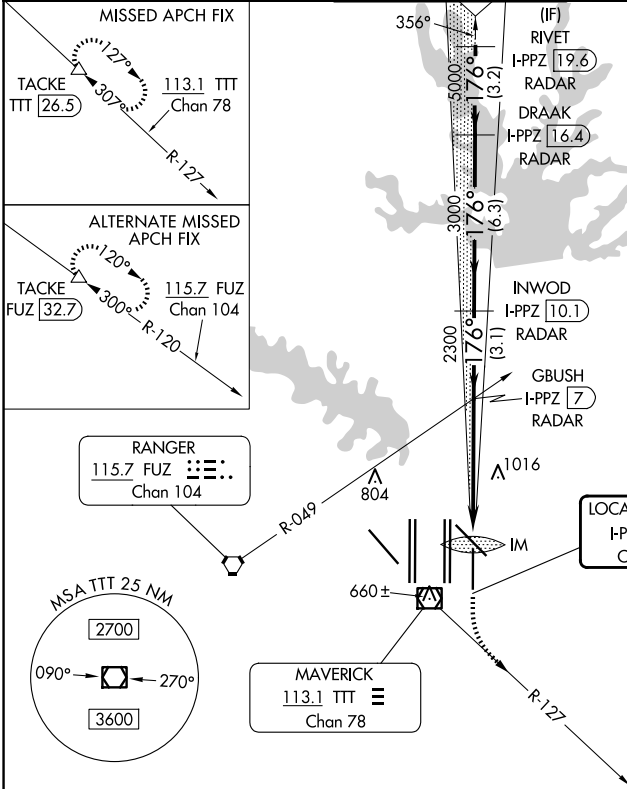 MISSED APCH FIX
127°
TACKE
TTT 26.5
307°
113.1 TTT
Chan 78
R-127
ALTERNATE MISSED
APCH FIX
120°
TACKE
FUZ 32.7
300°
115.7 FUZ
Chan 104
R-120
356°
(IF)
RIVET
I-PPZ 19.6
RADAR
5000
176°
(3.2)
DRAAK
I-PPZ 16.4
RADAR
3000
176°
(6.3)
INWOD
I-PPZ 10.1
RADAR
2300
176°
(3.1)
GBUSH
I-PPZ 7
RADAR
RANGER
115.7 FUZ
Chan 104
R-049
804
1016
LOCA
I-P
C
IM
660±
MSA TTT 25 NM
2700
090°
270°
3600
MAVERICK
113.1 TTT
Chan 78
R-127